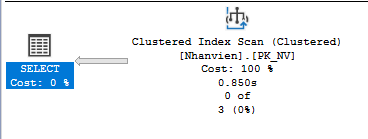 SELECT
Cost: 0 %
Clustered Index Scan (Clustered)
[Nhanvien].[PK_NV]
Cost: 100 %
0.850s
0 of
3 (0%)